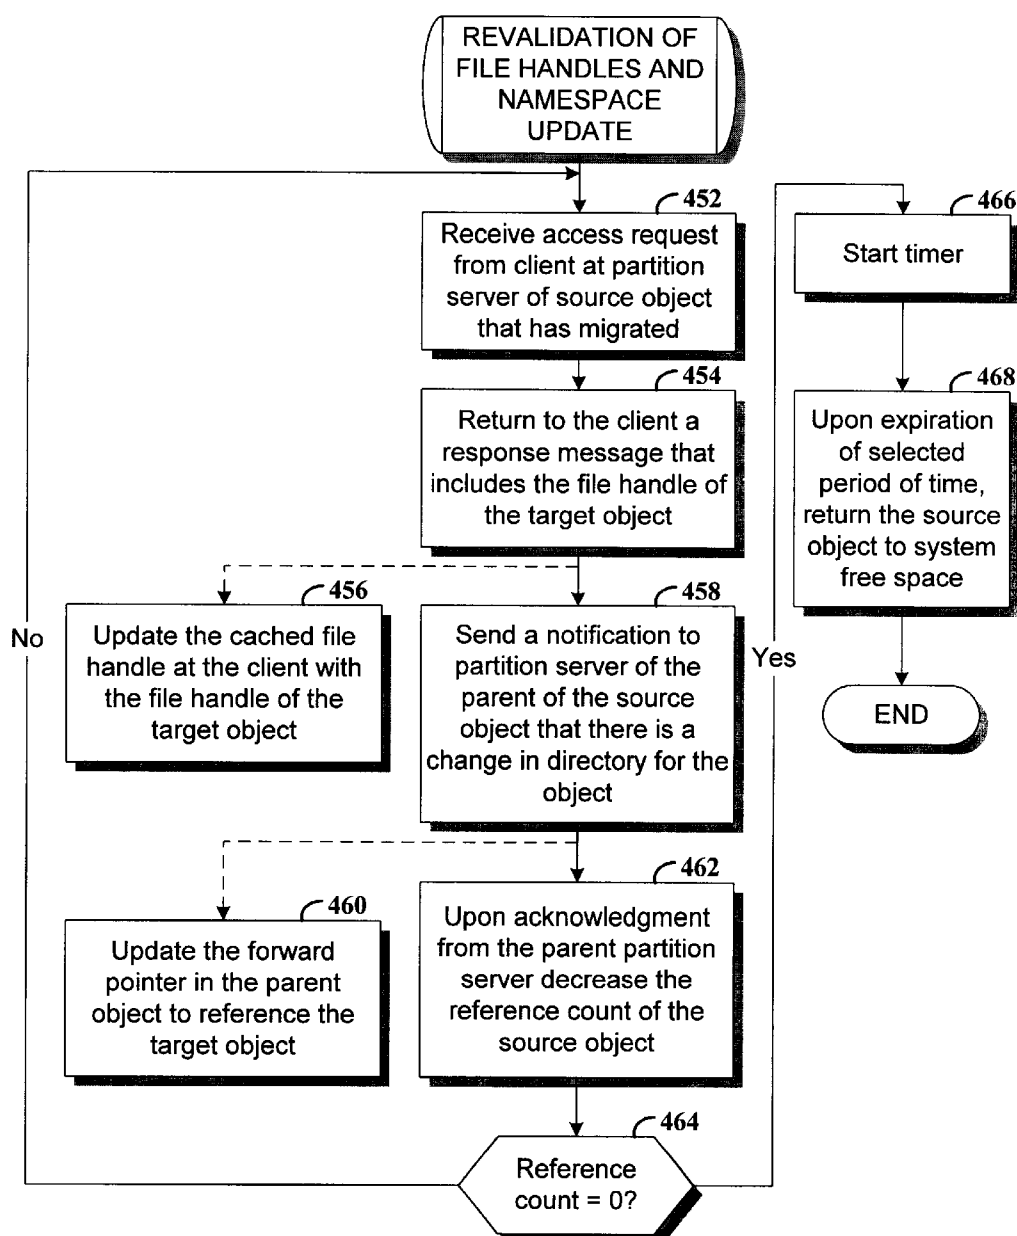 REVALIDATION OF
FILE HANDLES AND
NAMESPACE
UPDATE
452
Receive access request
from client at partition
server of source object
that has migrated
454
Return to the client a
response message that
includes the file handle of
the target object
456
Update the cached file
handle at the client with
the file handle of the
target object
458
Send a notification to
partition server of the
parent of the source
object that there is a
change in directory for the
object
460
Update the forward
pointer in the parent
object to reference the
target object
462
Upon acknowledgment
from the parent partition
server decrease the
reference count of the
source object
464
Reference
count = 0?
No
Yes
466
Start timer
468
Upon expiration
of selected
period of time,
return the source
object to system
free space
END